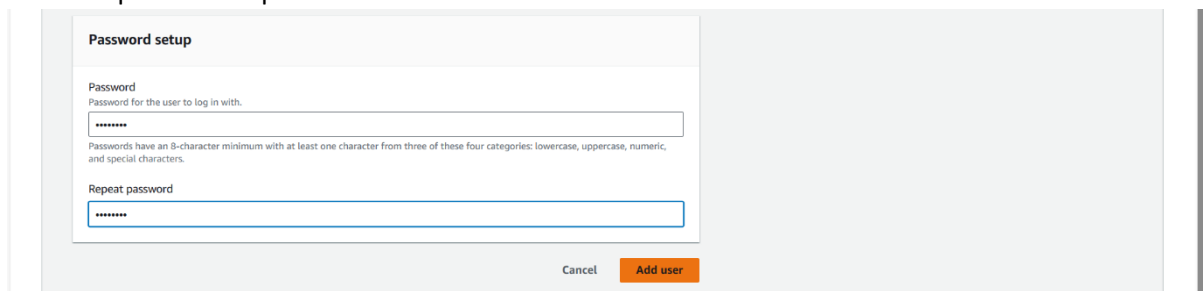 Password setup
Password
Password for the user to log in with.
••••••••
Passwords have an 8-character minimum with at least one character from three of these four categories: lowercase, uppercase, numeric,
and special characters.
Repeat password
••••••••
Cancel Add user